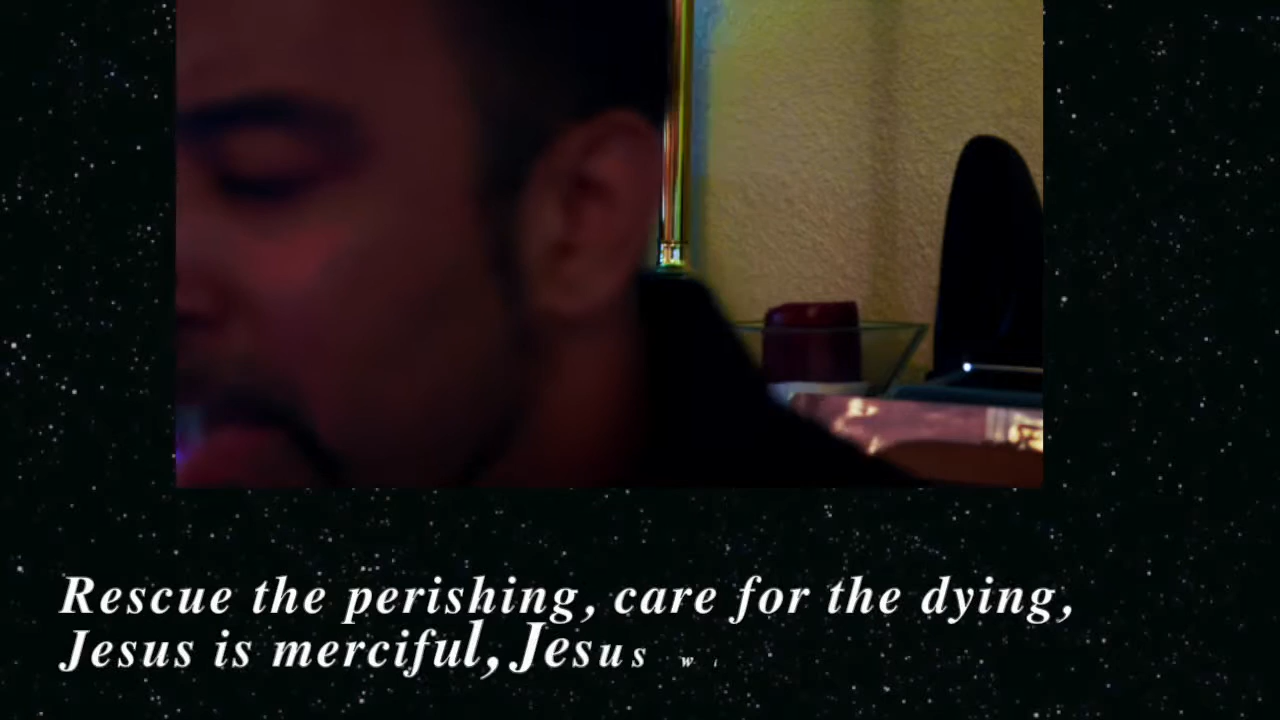 Rescue the perishing, care for the dying,
Jesus is merciful, Jesus w i